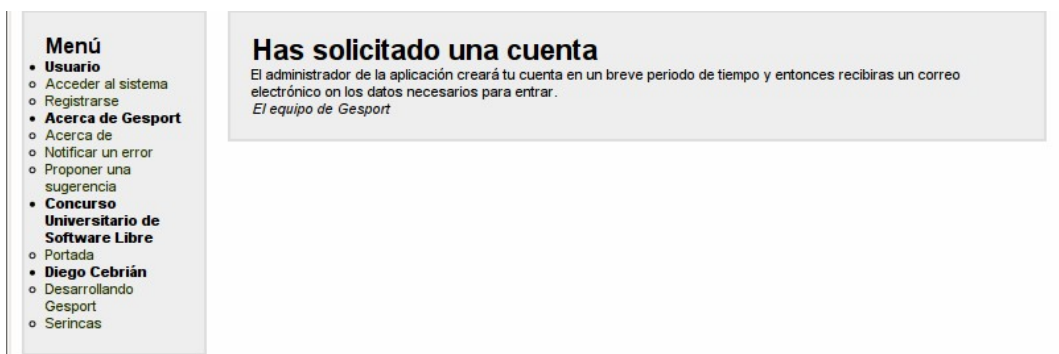 Menú
Usuario
Acceder al sistema
Registrarse
Acerca de Gesport
Acerca de
Notificar un error
Proponer una
sugerencia
Concurso
Universitario de
Software Libre
Portada
Diego Cebrián
Desarrollando
Gesport
Serincas
Has solicitado una cuenta
El administrador de la aplicación creará tu cuenta en un breve periodo de tiempo y entonces recibiras un correo
electrónico on los datos necesarios para entrar.
El equipo de Gesport